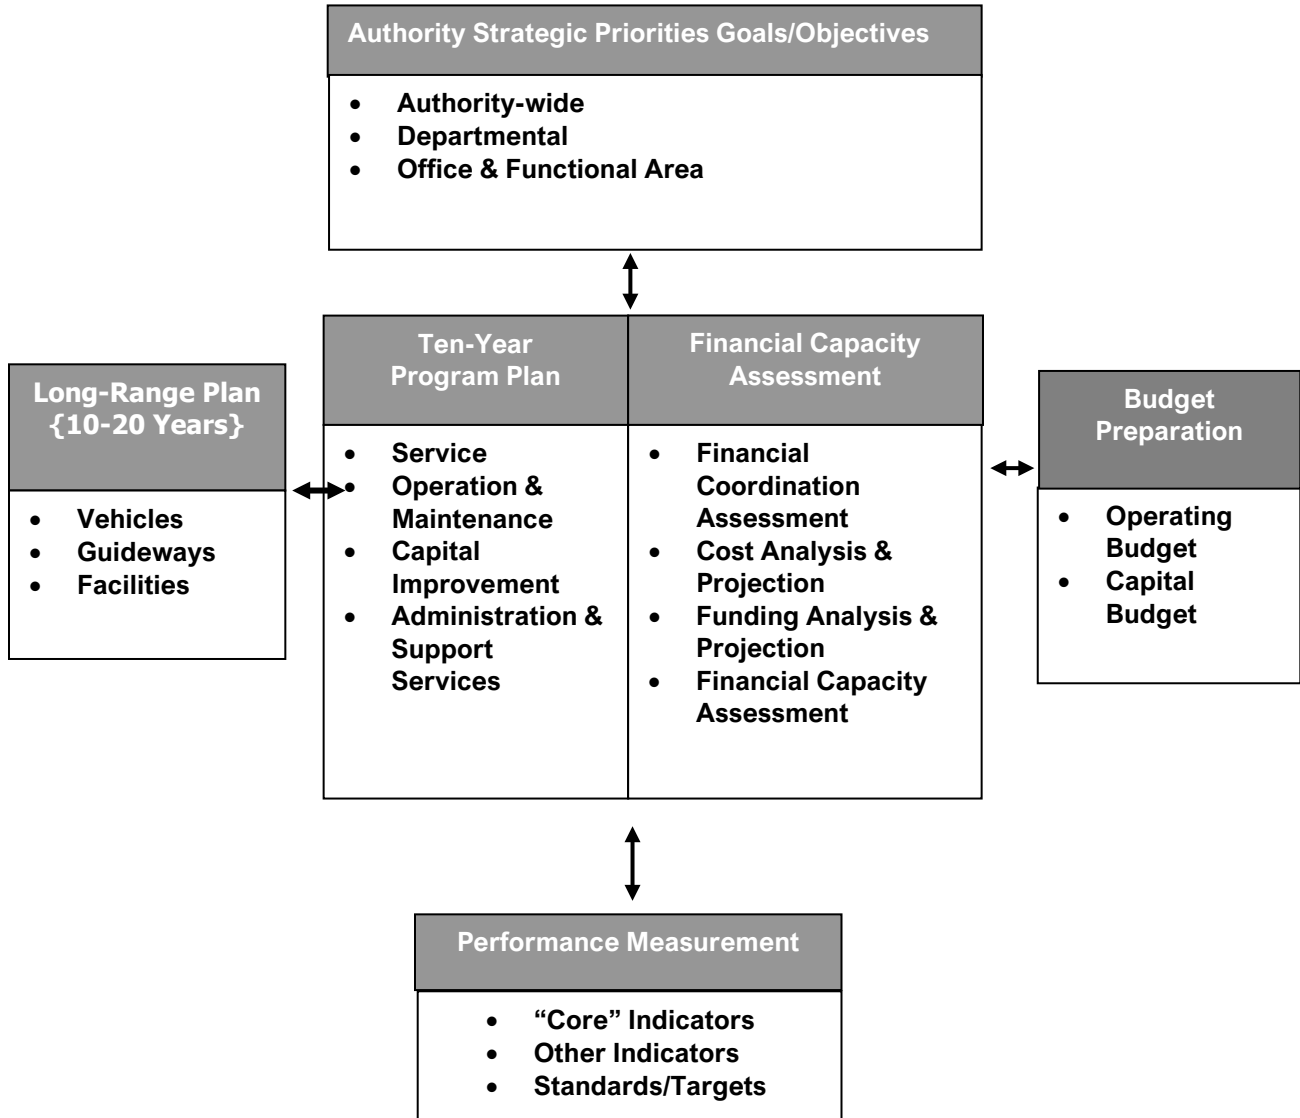 Authority Strategic Priorities Goals/Objectives
• Authority-wide
• Departmental
• Office & Functional Area
Long-Range Plan
{10-20 Years}
• Vehicles
• Guideways
• Facilities
Ten-Year
Program Plan
• Service
• Operation &
Maintenance
• Capital
Improvement
• Administration &
Support
Services
Financial Capacity
Assessment
• Financial
Coordination
Assessment
• Cost Analysis &
Projection
• Funding Analysis &
Projection
• Financial Capacity
Assessment
Budget
Preparation
• Operating
Budget
• Capital
Budget
Performance Measurement
• “Core” Indicators
• Other Indicators
• Standards/Targets